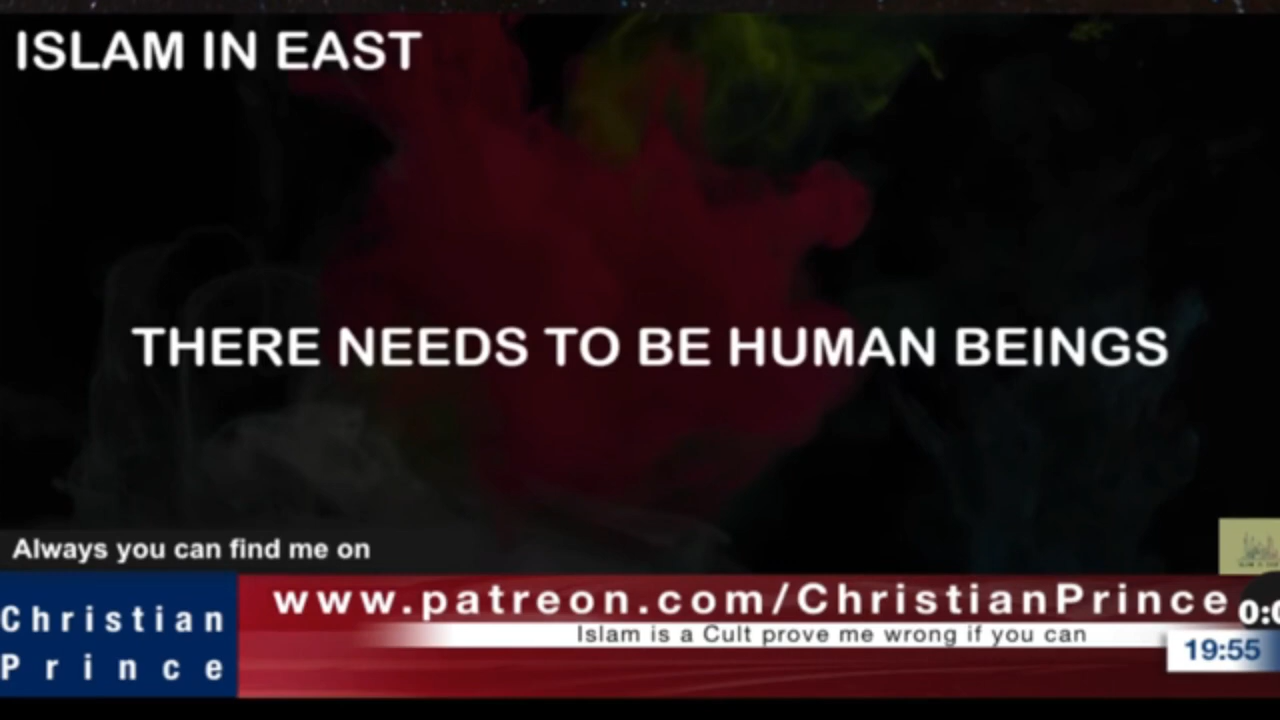 ISLAM IN EAST
THERE NEEDS TO BE HUMAN BEINGS
Always you can find me on
Christian
Prince
www.patreon.com/ChristianPrince
Islam is a Cult prove me wrong if you can
19:55